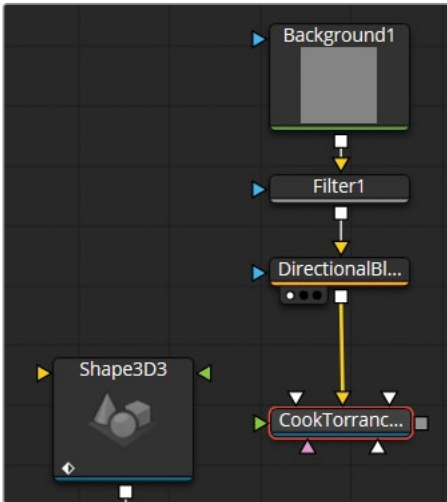 Background1
Filter1
DirectionalBl...
Shape3D3
CookTorranc...